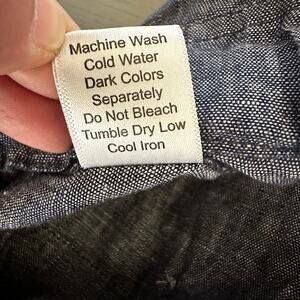 Machine Wash
Cold Water
Dark Colors
Separately
Do Not Bleach
Tumble Dry Low
Cool Iron